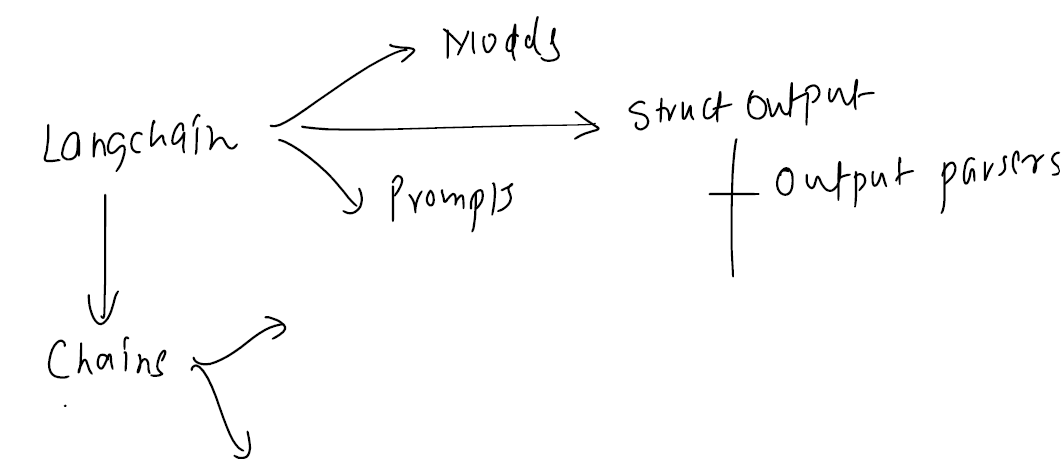 Models
Struct Output
Langchain
Output parsers
Prompts
Chains